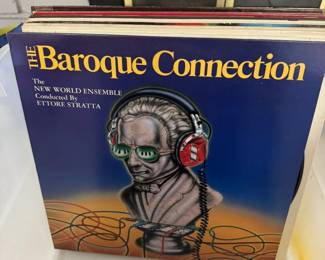 THE Baroque Connection
The
NEW WORLD ENSEMBLE
Conducted By
ETTORE STRATTA